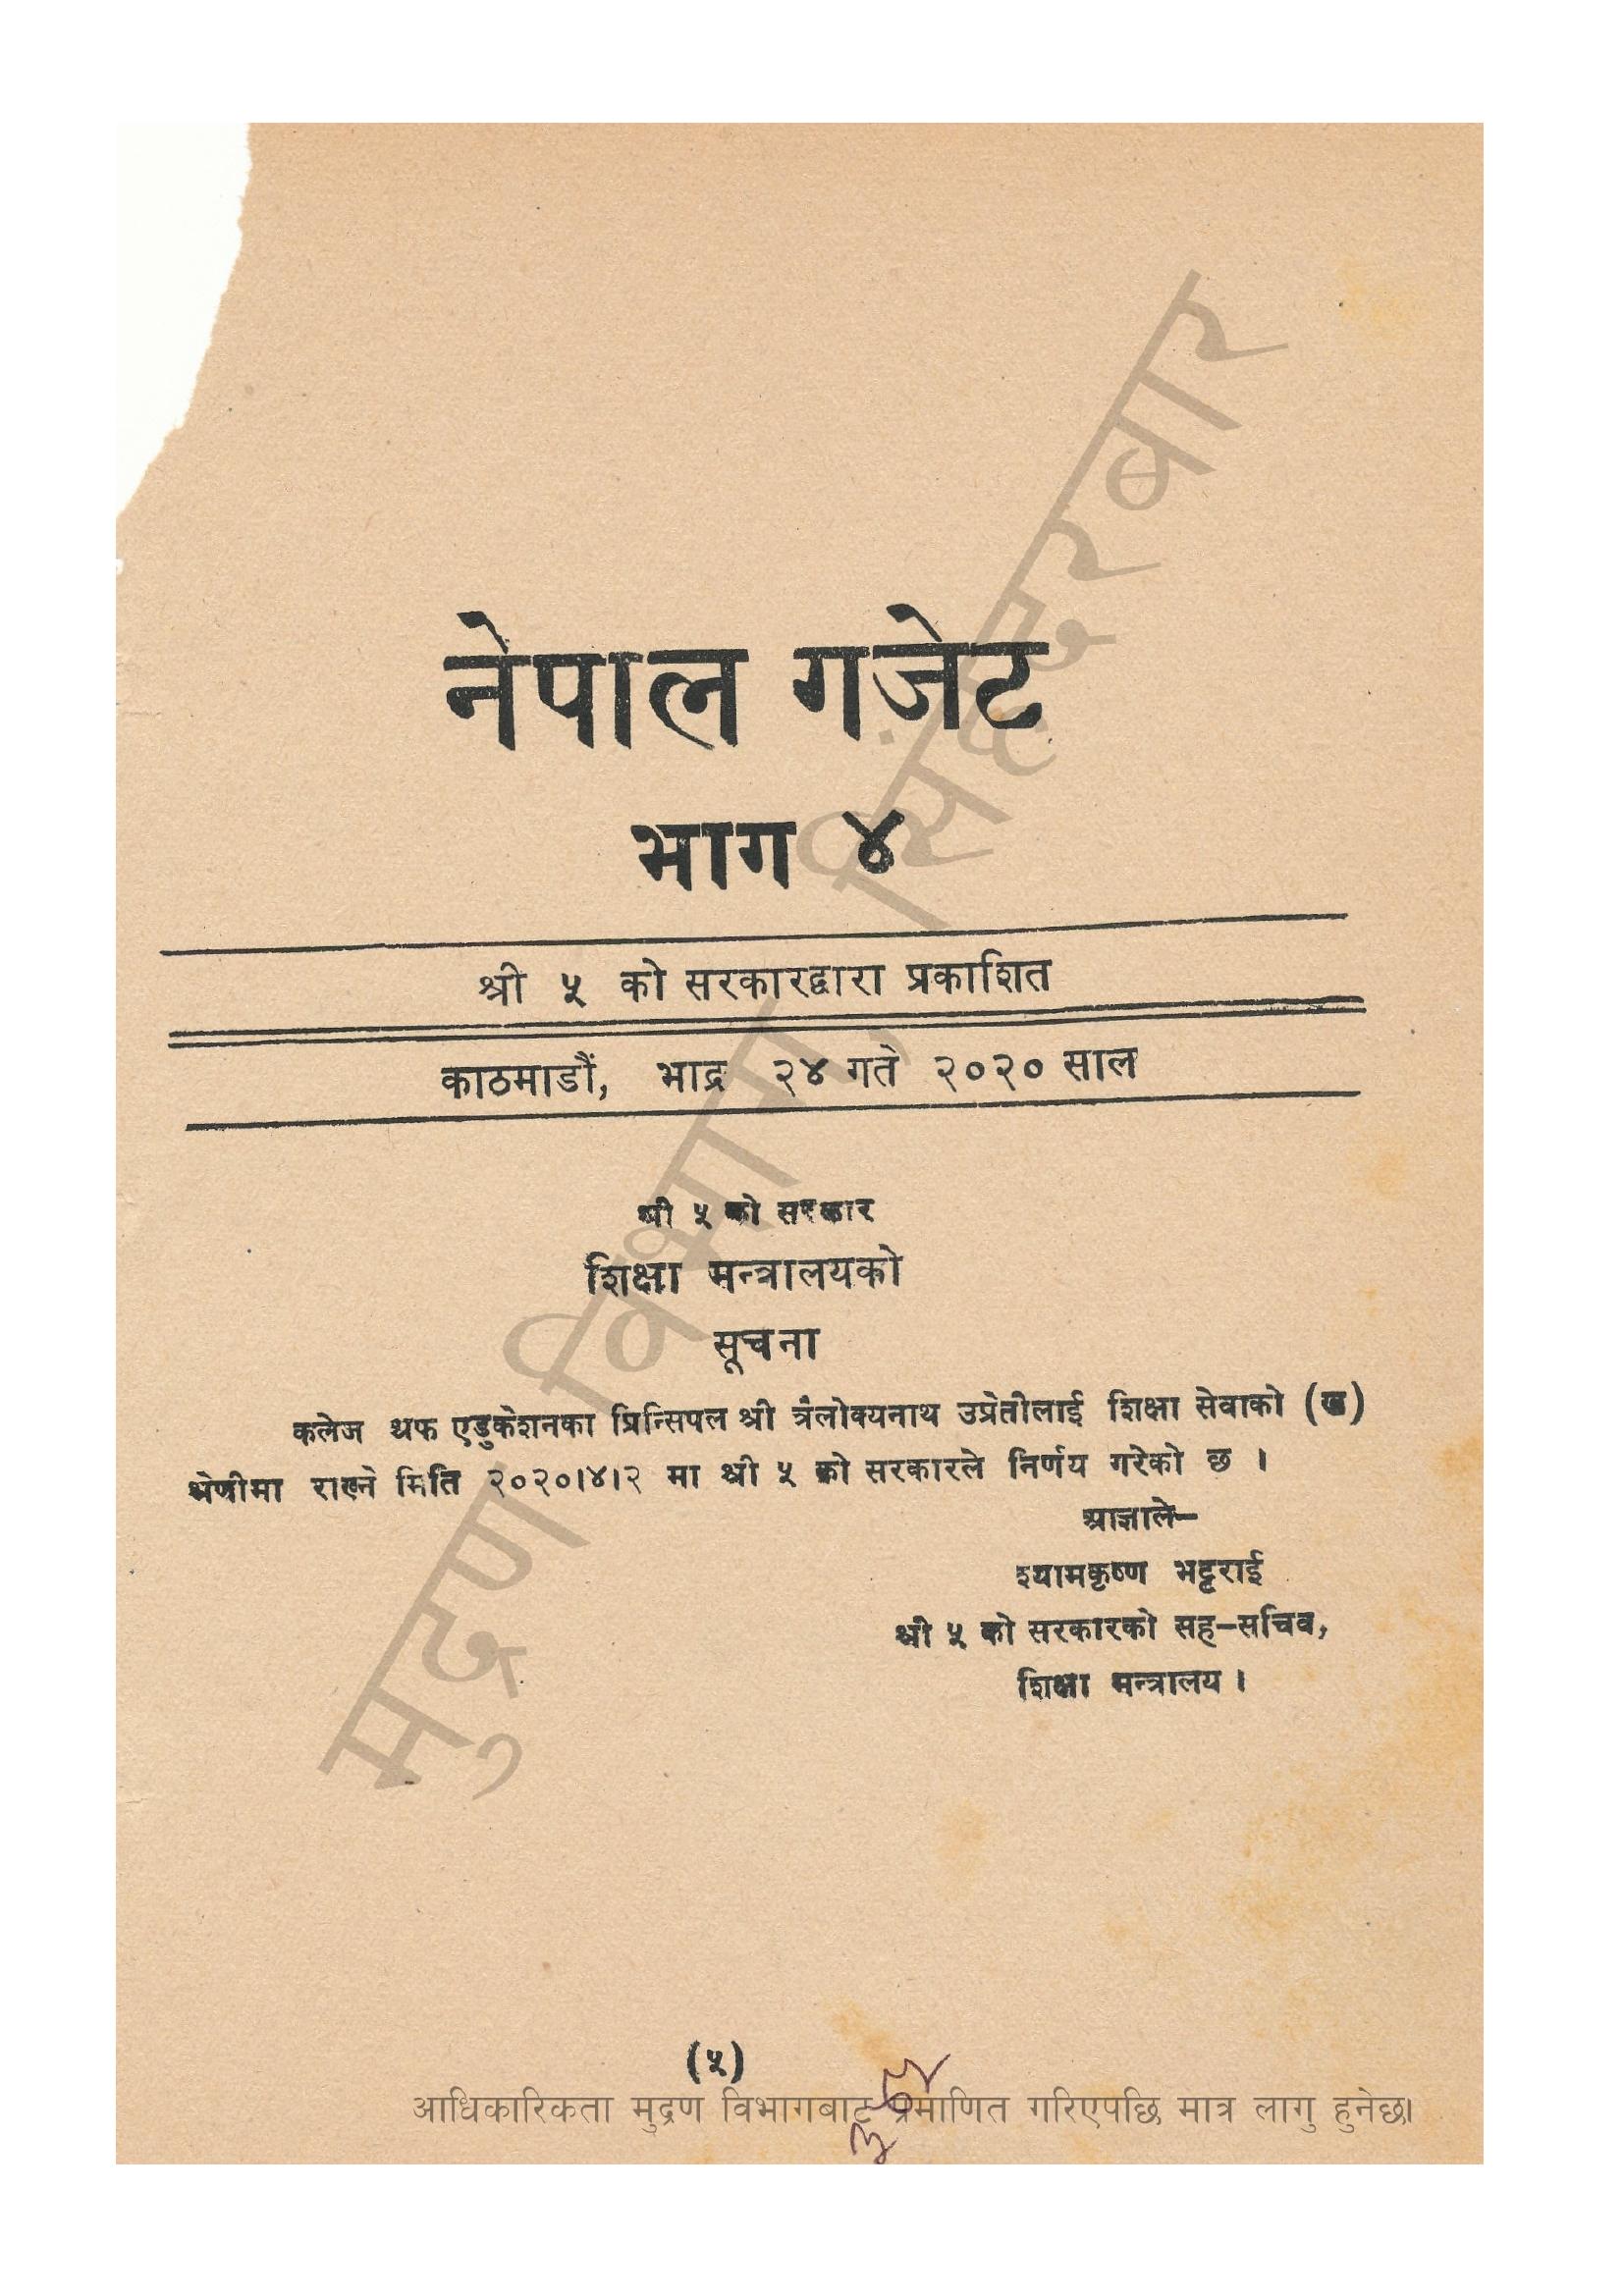 नेपाल गजेट
भाग ४
श्री ५ को सरकारद्वारा प्रकाशित
काठमाडौं, भाद्र २४ गते २०२० साल
श्री ५ को सरकार
शिक्षा मन्त्रालयको
सूचना
कलेज अफ एडुकेशनका प्रिन्सिपल श्री त्रैलोक्यनाथ उप्रेतीलाई शिक्षा सेवाको (ख)
श्रेणीमा राख्ने मिति २०२०।४।२ मा श्री ५ को सरकारले निर्णय गरेको छ ।
आज्ञाले—
श्यामकृष्ण भट्टराई
श्री ५ को सरकारको सह—सचिव,
शिक्षा मन्त्रालय ।
(५)
आधिकारिकता मुद्रण विभागबाट प्रमाणित गरिएपछि मात्र लागु हुनेछ।
मुद्रण विभाग, सिंहदरबार